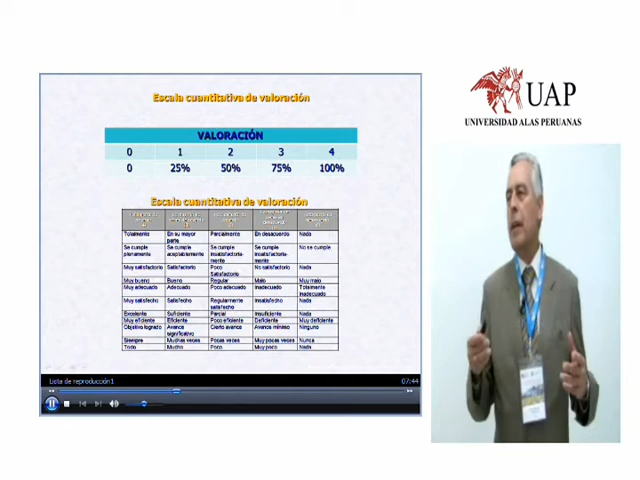 Escala cuantitativa de valoración
VALORACIÓN
0 1 2 3 4
0 25% 50% 75% 100%
Escala cuantitativa de valoración
Totalmente En su mayor parte Parcialmente En desacuerdo Nada
Se cumple plenamente Se cumple aceptablemente Se cumple insatisfactoria-mente Se cumple insatisfactoria-mente No se cumple
Muy satisfactorio Satisfactorio Poco Satisfactorio No satisfactorio Nada
Muy bueno Bueno Regular Malo Muy malo
Muy adecuado Adecuado Poco adecuado Inadecuado Totalmente inadecuado
Muy satisfecho Satisfecho Regularmente satisfecho Insatisfecho Nada
Excelente Suficiente Parcial Insuficiente Nada
Muy eficiente Eficiente Poco eficiente Deficiente Muy deficiente
Objetivo logrado Avance significativo Cierto avance Avance mínimo Ninguno
Siempre Muchas veces Pocas veces Muy pocas veces Nunca
Todo Mucho Poco Muy poco Nada
Lista de reproducción1 07:44
UAP
UNIVERSIDAD ALAS PERUANAS